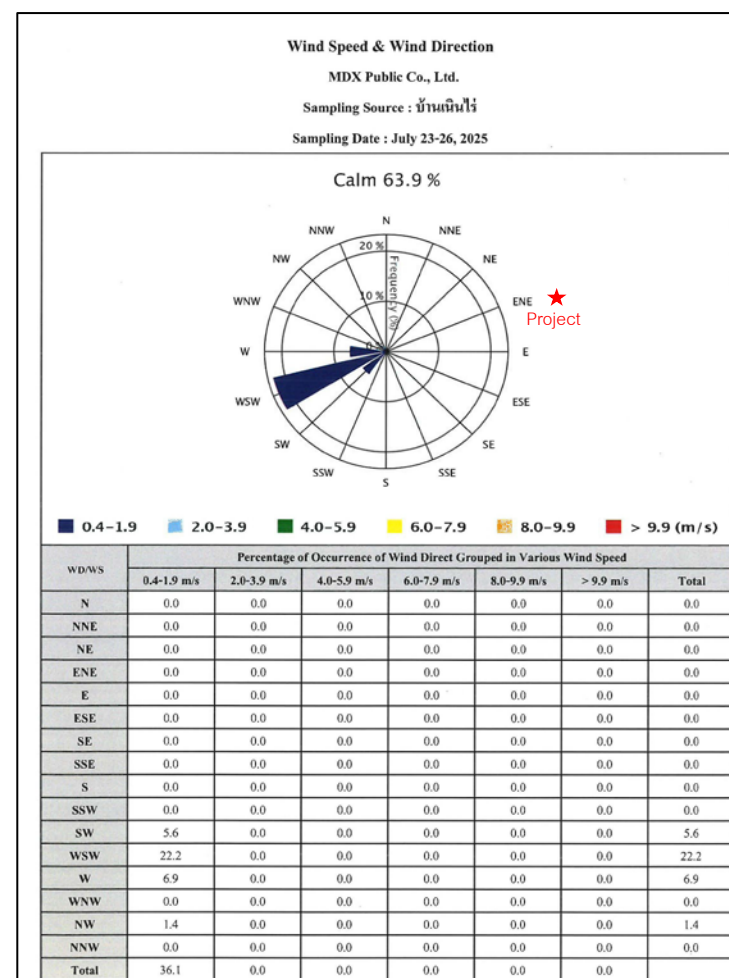 Wind Speed & Wind Direction
MDX Public Co., Ltd.
Sampling Source : บ้านเนินไร่
Sampling Date : July 23-26, 2025
Calm 63.9 %
N
NNW NNE
20 %
NW NE
Frequency (%)
WNW 10 % ENE
Project
0 %
W E
WSW ESE
SW SE
SSW SSE
S
0.4-1.9 2.0-3.9 4.0-5.9 6.0-7.9 8.0-9.9 > 9.9 (m/s)
WD/WS Percentage of Occurrence of Wind Direct Grouped in Various Wind Speed
0.4-1.9 m/s 2.0-3.9 m/s 4.0-5.9 m/s 6.0-7.9 m/s 8.0-9.9 m/s > 9.9 m/s Total
N 0.0 0.0 0.0 0.0 0.0 0.0 0.0
NNE 0.0 0.0 0.0 0.0 0.0 0.0 0.0
NE 0.0 0.0 0.0 0.0 0.0 0.0 0.0
ENE 0.0 0.0 0.0 0.0 0.0 0.0 0.0
E 0.0 0.0 0.0 0.0 0.0 0.0 0.0
ESE 0.0 0.0 0.0 0.0 0.0 0.0 0.0
SE 0.0 0.0 0.0 0.0 0.0 0.0 0.0
SSE 0.0 0.0 0.0 0.0 0.0 0.0 0.0
S 0.0 0.0 0.0 0.0 0.0 0.0 0.0
SSW 0.0 0.0 0.0 0.0 0.0 0.0 0.0
SW 5.6 0.0 0.0 0.0 0.0 0.0 5.6
WSW 22.2 0.0 0.0 0.0 0.0 0.0 22.2
W 6.9 0.0 0.0 0.0 0.0 0.0 6.9
WNW 0.0 0.0 0.0 0.0 0.0 0.0 0.0
NW 1.4 0.0 0.0 0.0 0.0 0.0 1.4
NNW 0.0 0.0 0.0 0.0 0.0 0.0 0.0
Total 36.1 0.0 0.0 0.0 0.0 0.0